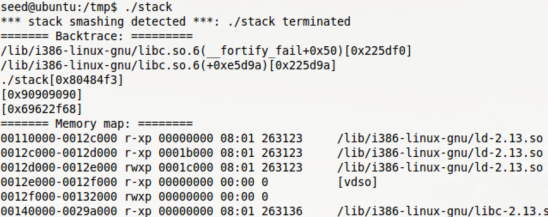 seed@ubuntu:/tmp$ ./stack
*** stack smashing detected ***: ./stack terminated
======= Backtrace: =========
/lib/i386-linux-gnu/libc.so.6(__fortify_fail+0x50)[0x225df0]
/lib/i386-linux-gnu/libc.so.6(+0xe5d9a)[0x225d9a]
./stack[0x80484f3]
[0x90909090]
[0x69622f68]
======= Memory map: ========
00110000-0012c000 r-xp 00000000 08:01 263123 /lib/i386-linux-gnu/ld-2.13.so
0012c000-0012d000 r-xp 0001b000 08:01 263123 /lib/i386-linux-gnu/ld-2.13.so
0012d000-0012e000 rwxp 0001c000 08:01 263123 /lib/i386-linux-gnu/ld-2.13.so
0012e000-0012f000 r-xp 00000000 00:00 0 [vdso]
0012f000-00132000 rwxp 00000000 00:00 0
00140000-0029a000 r-xp 00000000 08:01 263136 /lib/i386-linux-gnu/libc-2.13.s